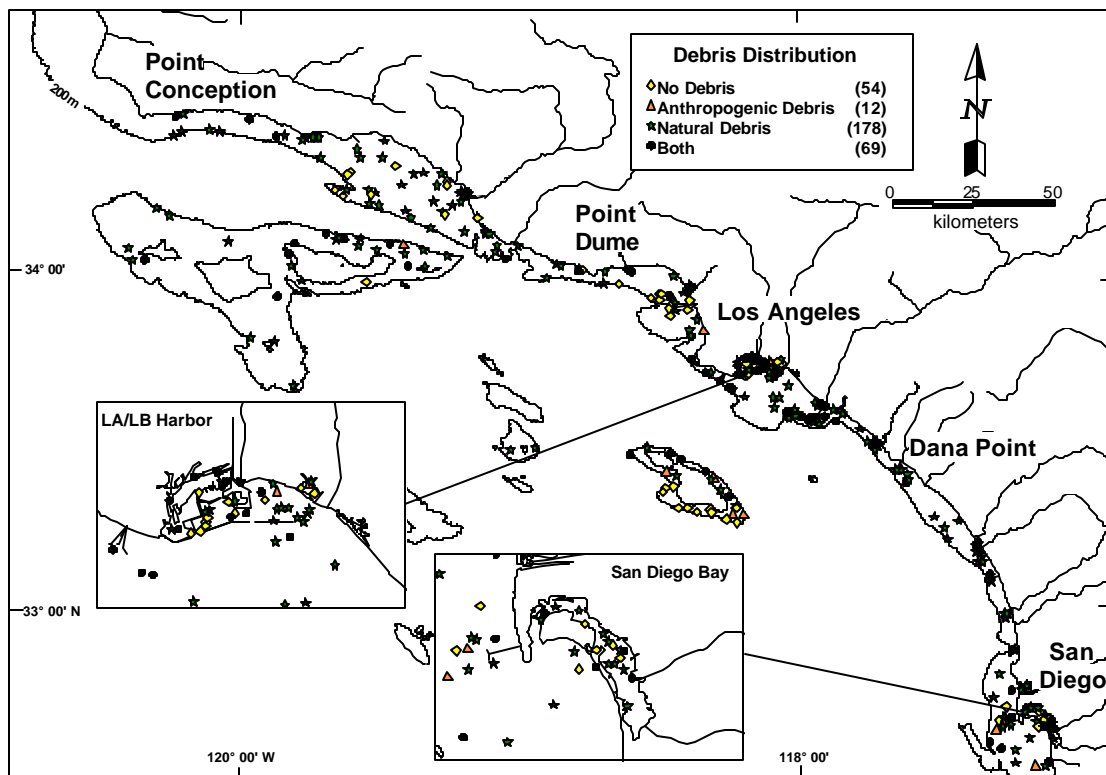 Point
Conception
200m
Debris Distribution
No Debris (54)
Anthropogenic Debris (12)
Natural Debris (178)
Both (69)
N
0 25 50
kilometers
Point
Dume
34° 00'
Los Angeles
LA/LB Harbor
Dana Point
San Diego Bay
33° 00' N
San
Diego
120° 00' W
118° 00'